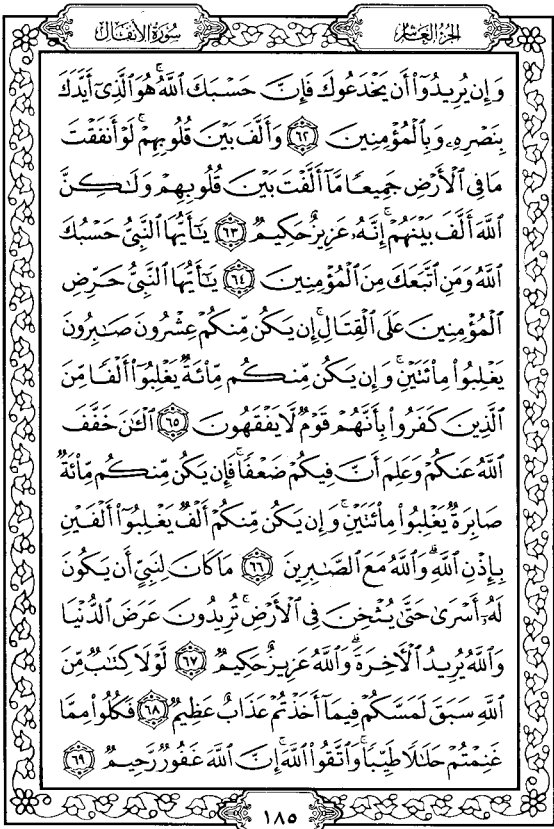 سورة الأنفال
الجزء العاشر
وَإِن يُرِيدُوٓا۟ أَن يَخْدَعُوكَ فَإِنَّ حَسْبَكَ ٱللَّهُ ۚ هُوَ ٱلَّذِىٓ أَيَّدَكَ
بِنَصْرِهِۦ وَبِٱلْمُؤْمِنِينَ ﴿٦٢﴾ وَأَلَّفَ بَيْنَ قُلُوبِهِمْ ۚ لَوْ أَنفَقْتَ
مَا فِى ٱلْأَرْضِ جَمِيعًا مَّآ أَلَّفْتَ بَيْنَ قُلُوبِهِمْ وَلَـٰكِنَّ
ٱللَّهَ أَلَّفَ بَيْنَهُمْ ۚ إِنَّهُۥ عَزِيزٌ حَكِيمٌ ﴿٦٣﴾ يَـٰٓأَيُّهَا ٱلنَّبِىُّ حَسْبُكَ
ٱللَّهُ وَمَنِ ٱتَّبَعَكَ مِنَ ٱلْمُؤْمِنِينَ ﴿٦٤﴾ يَـٰٓأَيُّهَا ٱلنَّبِىُّ حَرِّضِ
ٱلْمُؤْمِنِينَ عَلَى ٱلْقِتَالِ ۚ إِن يَكُن مِّنكُمْ عِشْرُونَ صَـٰبِرُونَ
يَغْلِبُوا۟ مِا۟ئَتَيْنِ ۚ وَإِن يَكُن مِّنكُم مِّا۟ئَةٌ يَغْلِبُوٓا۟ أَلْفًا مِّنَ
ٱلَّذِينَ كَفَرُوا۟ بِأَنَّهُمْ قَوْمٌ لَّا يَفْقَهُونَ ﴿٦٥﴾ ٱلْـَٔـٰنَ خَفَّفَ
ٱللَّهُ عَنكُمْ وَعَلِمَ أَنَّ فِيكُمْ ضَعْفًا ۚ فَإِن يَكُن مِّنكُم مِّا۟ئَةٌ
صَابِرَةٌ يَغْلِبُوا۟ مِا۟ئَتَيْنِ ۚ وَإِن يَكُن مِّنكُمْ أَلْفٌ يَغْلِبُوٓا۟ أَلْفَيْنِ
بِإِذْنِ ٱللَّهِ ۗ وَٱللَّهُ مَعَ ٱلصَّـٰبِرِينَ ﴿٦٦﴾ مَا كَانَ لِنَبِىٍّ أَن يَكُونَ
لَهُۥٓ أَسْرَىٰ حَتَّىٰ يُثْخِنَ فِى ٱلْأَرْضِ ۚ تُرِيدُونَ عَرَضَ ٱلدُّنْيَا
وَٱللَّهُ يُرِيدُ ٱلْـَٔاخِرَةَ ۗ وَٱللَّهُ عَزِيزٌ حَكِيمٌ ﴿٦٧﴾ لَّوْلَا كِتَـٰبٌ مِّنَ
ٱللَّهِ سَبَقَ لَمَسَّكُمْ فِيمَآ أَخَذْتُمْ عَذَابٌ عَظِيمٌ ﴿٦٨﴾ فَكُلُوا۟ مِمَّا
غَنِمْتُمْ حَلَـٰلًا طَيِّبًا ۚ وَٱتَّقُوا۟ ٱللَّهَ ۚ إِنَّ ٱللَّهَ غَفُورٌ رَّحِيمٌ ﴿٦٩﴾
١٨٥